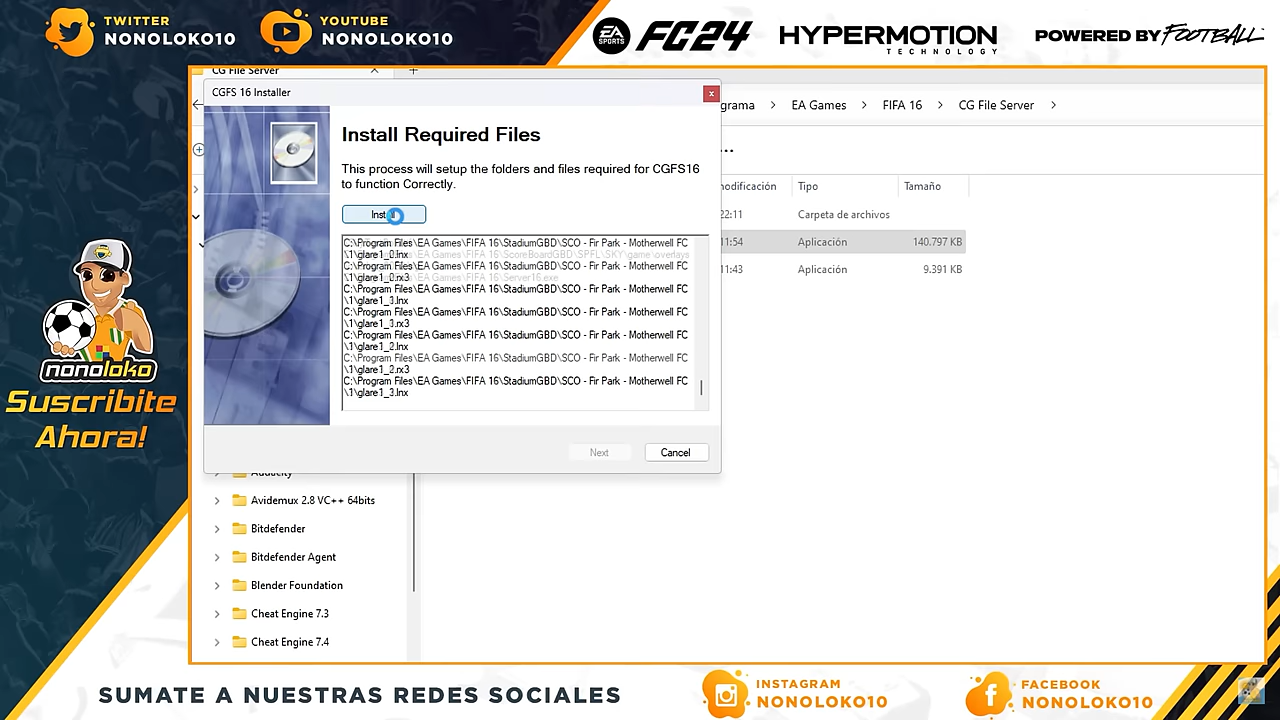 TWITTER
NONOLOKO10
YOUTUBE
NONOLOKO10
EA SPORTS
FC24
HYPERMOTION
TECHNOLOGY
POWERED BY FOOTBALL
CG File Server
CGFS 16 Installer
x
grama > EA Games > FIFA 16 > CG File Server >
...
Install Required Files
This process will setup the folders and files required for CGFS16
to function Correctly.
Install
C:\Program Files\EA Games\FIFA 16\StadiumGBD\SCO - Fir Park - Motherwell FC
\1\glare1_0.lnx
C:\Program Files\EA Games\FIFA 16\StadiumGBD\SCO - Fir Park - Motherwell FC
\1\glare1_0.rx3
C:\Program Files\EA Games\FIFA 16\StadiumGBD\SCO - Fir Park - Motherwell FC
\1\glare1_3.lnx
C:\Program Files\EA Games\FIFA 16\StadiumGBD\SCO - Fir Park - Motherwell FC
\1\glare1_3.rx3
C:\Program Files\EA Games\FIFA 16\StadiumGBD\SCO - Fir Park - Motherwell FC
\1\glare1_2.lnx
C:\Program Files\EA Games\FIFA 16\StadiumGBD\SCO - Fir Park - Motherwell FC
\1\glare1_2.rx3
C:\Program Files\EA Games\FIFA 16\StadiumGBD\SCO - Fir Park - Motherwell FC
\1\glare1_3.lnx
Next
Cancel
modificación Tipo Tamaño
22:11 Carpeta de archivos
11:54 Aplicación 140.797 KB
11:43 Aplicación 9.391 KB
nonoloko
Suscribite
Ahora!
Audacity
Avidemux 2.8 VC++ 64bits
Bitdefender
Bitdefender Agent
Blender Foundation
Cheat Engine 7.3
Cheat Engine 7.4
SUMATE A NUESTRAS REDES SOCIALES
INSTAGRAM
NONOLOKO10
FACEBOOK
NONOLOKO10